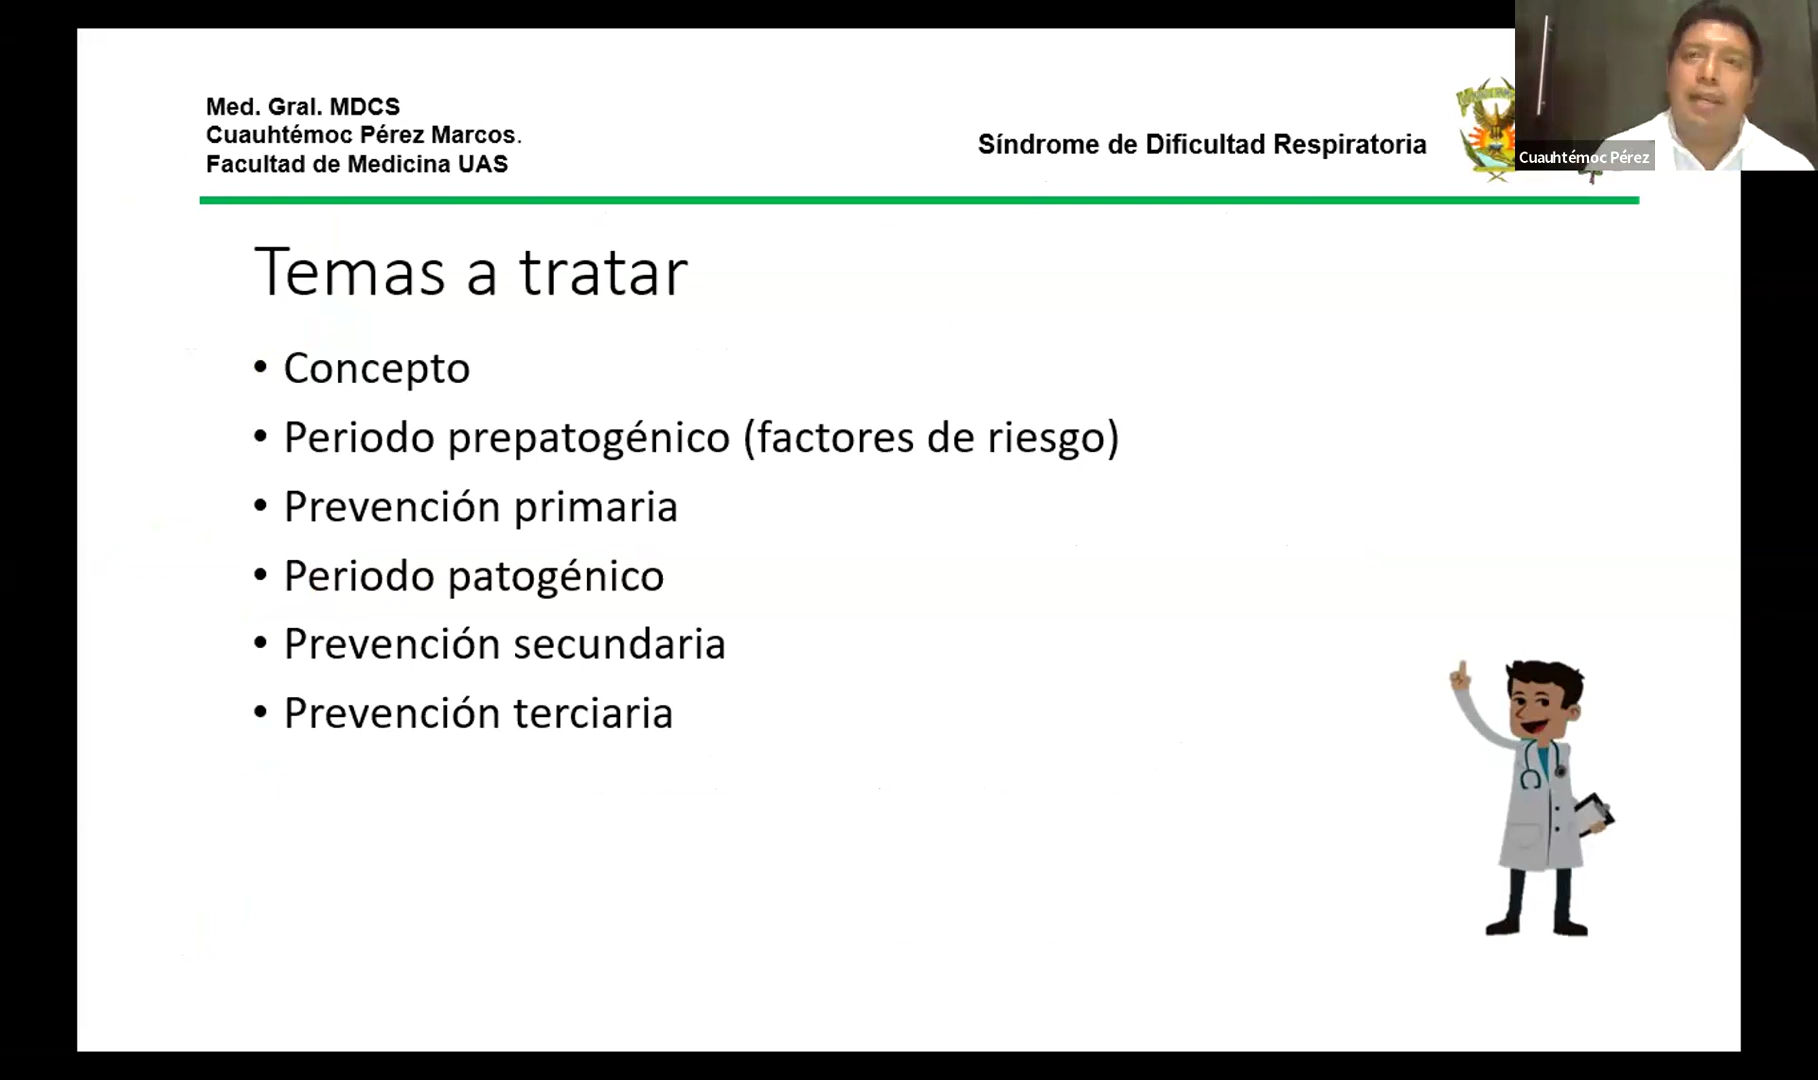 Med. Gral. MDCS
Cuauhtémoc Pérez Marcos.
Facultad de Medicina UAS
Síndrome de Dificultad Respiratoria
Cuauhtémoc Pérez
Temas a tratar
• Concepto
• Periodo prepatogénico (factores de riesgo)
• Prevención primaria
• Periodo patogénico
• Prevención secundaria
• Prevención terciaria